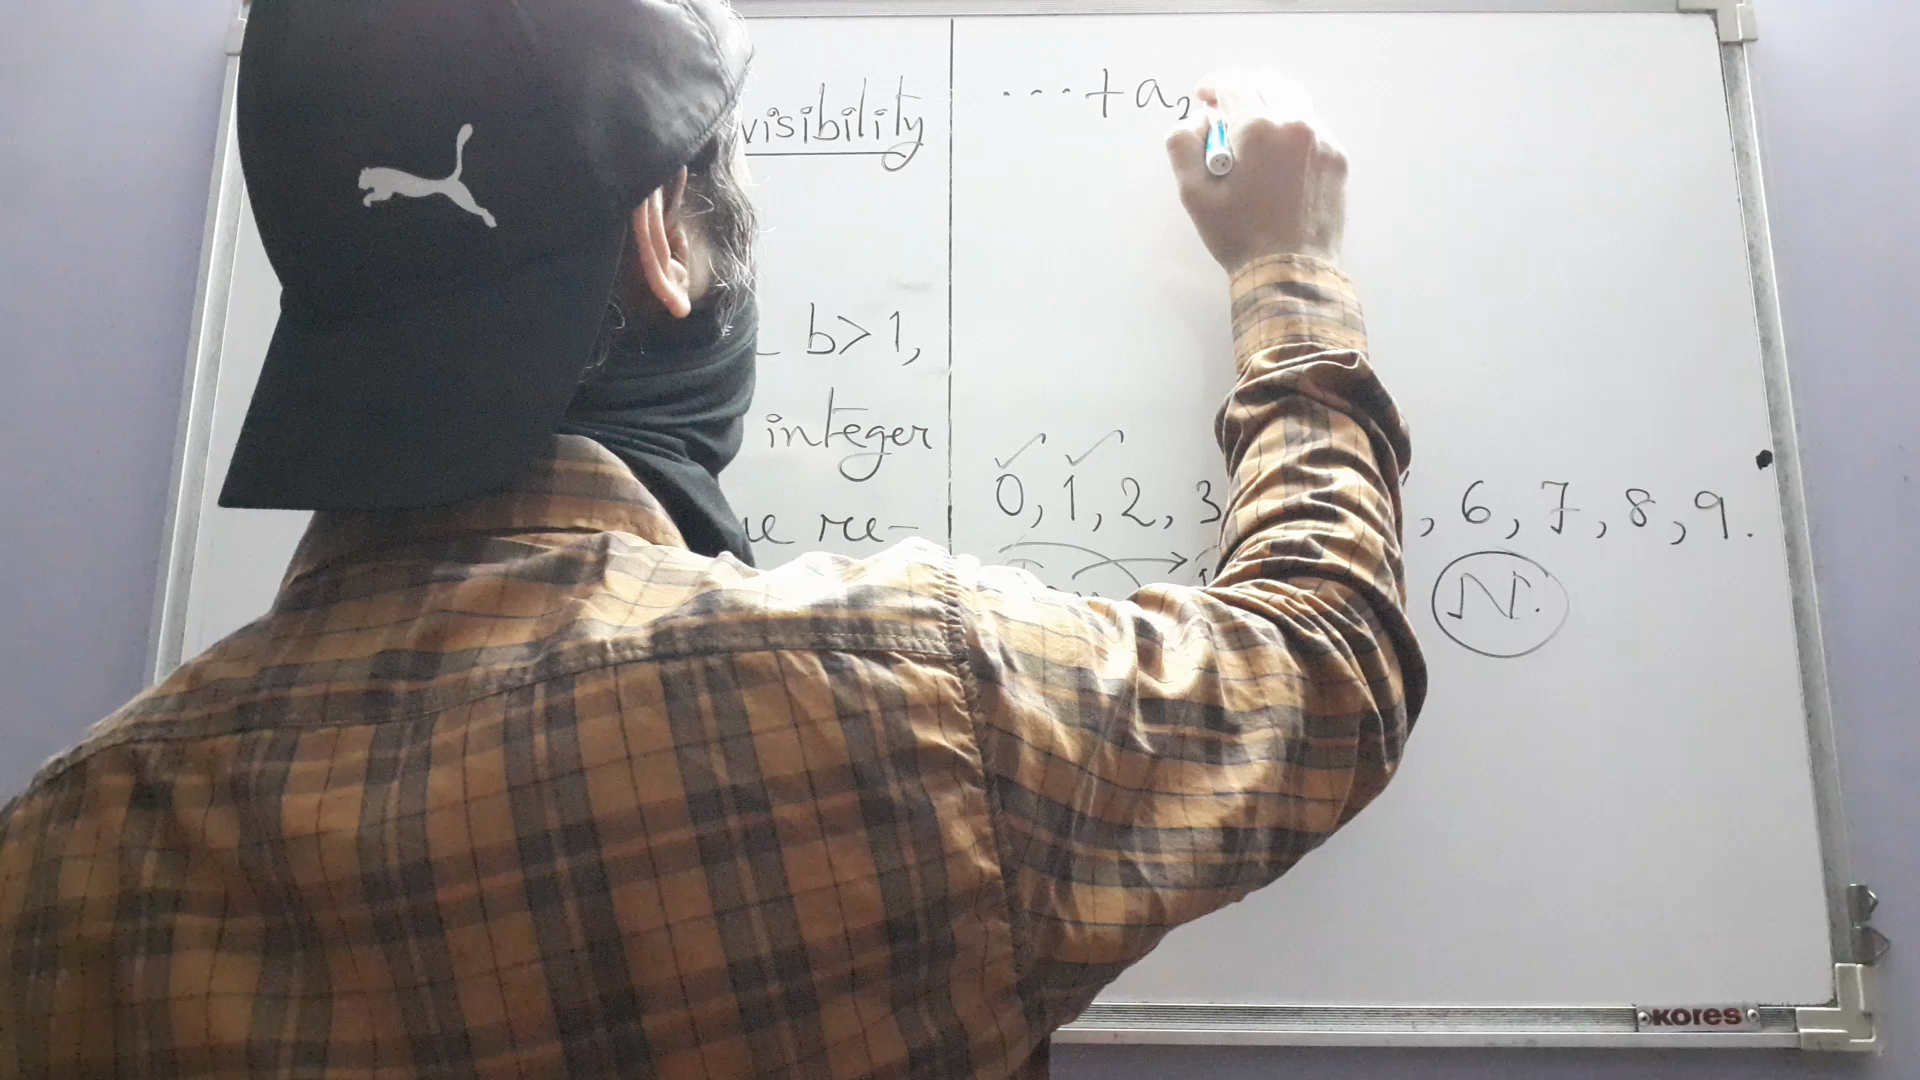 visibility
b > 1,
integer
re-
... + a₂
0, 1, 2, 3
, 6, 7, 8, 9.
N.
kores